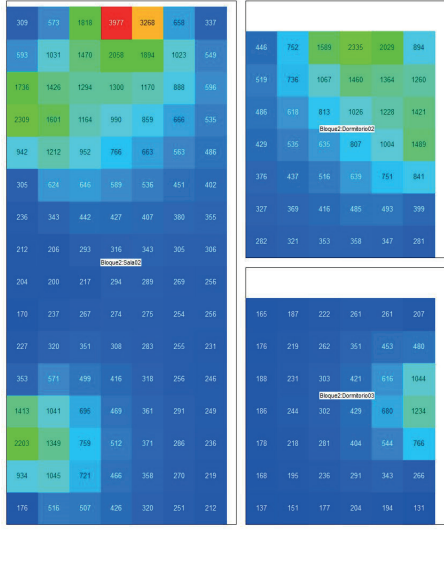 309 573 1818 3977 3268 658 337
593 1031 1470 2058 1894 1023 549
1736 1426 1294 1300 1170 888 596
2309 1601 1164 990 859 666 535
942 1212 952 766 663 563 486
305 624 646 589 536 451 402
236 343 442 427 407 380 355
212 206 293 316 343 305 306
Bloque2:Sala02
204 200 217 294 289 269 256
170 237 267 274 275 254 256
227 320 351 308 283 255 231
353 571 499 416 318 256 246
1413 1041 695 469 361 291 249
2203 1349 759 512 371 286 236
934 1045 721 466 358 270 219
176 516 507 426 320 251 212
446 762 1589 2335 2029 894
519 736 1067 1460 1364 1260
486 618 813 1026 1228 1421
Bloque2:Dormitorio02
429 535 635 807 1004 1489
376 437 516 639 751 841
327 369 416 485 493 399
282 321 353 358 347 281
165 187 222 261 261 207
176 219 262 351 453 480
188 231 303 421 616 1044
Bloque2:Dormitorio03
186 244 302 429 680 1234
178 218 281 404 544 766
168 195 236 291 343 266
137 151 177 204 194 131